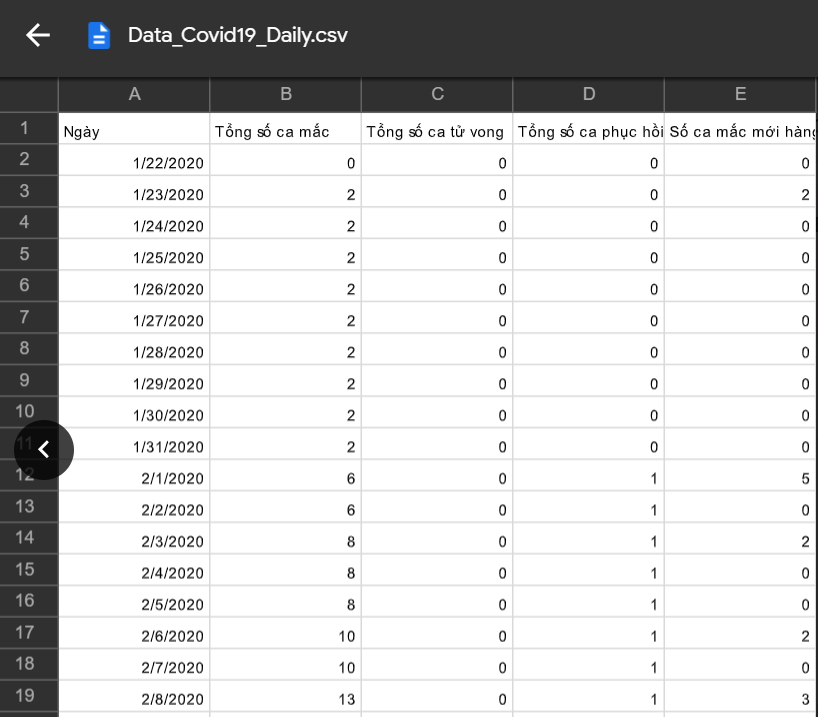 Data_Covid19_Daily.csv
A B C D E
1 Ngày Tổng số ca mắc Tổng số ca tử vong Tổng số ca phục hồi Số ca mắc mới hàng
2 1/22/2020 0 0 0 0
3 1/23/2020 2 0 0 2
4 1/24/2020 2 0 0 0
5 1/25/2020 2 0 0 0
6 1/26/2020 2 0 0 0
7 1/27/2020 2 0 0 0
8 1/28/2020 2 0 0 0
9 1/29/2020 2 0 0 0
10 1/30/2020 2 0 0 0
11 1/31/2020 2 0 0 0
12 2/1/2020 6 0 1 5
13 2/2/2020 6 0 1 0
14 2/3/2020 8 0 1 2
15 2/4/2020 8 0 1 0
16 2/5/2020 8 0 1 0
17 2/6/2020 10 0 1 2
18 2/7/2020 10 0 1 0
19 2/8/2020 13 0 1 3